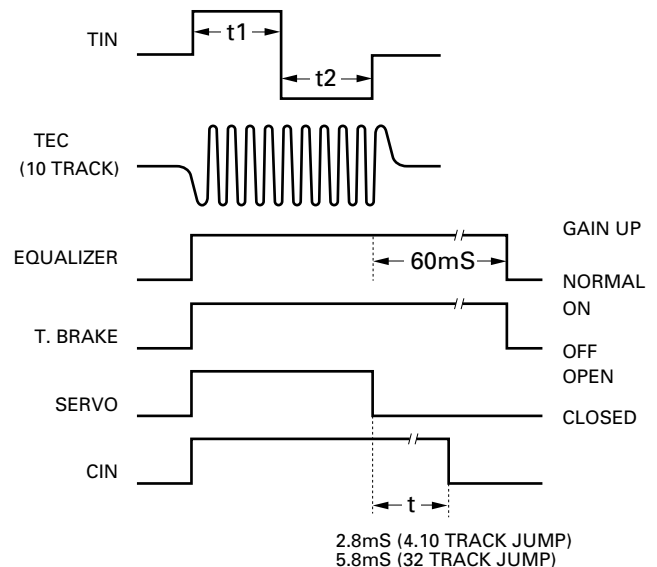 TIN
t1
t2
TEC
(10 TRACK)
EQUALIZER
60mS
GAIN UP
NORMAL
T. BRAKE
ON
OFF
SERVO
OPEN
CLOSED
CIN
t
2.8mS (4.10 TRACK JUMP)
5.8mS (32 TRACK JUMP)